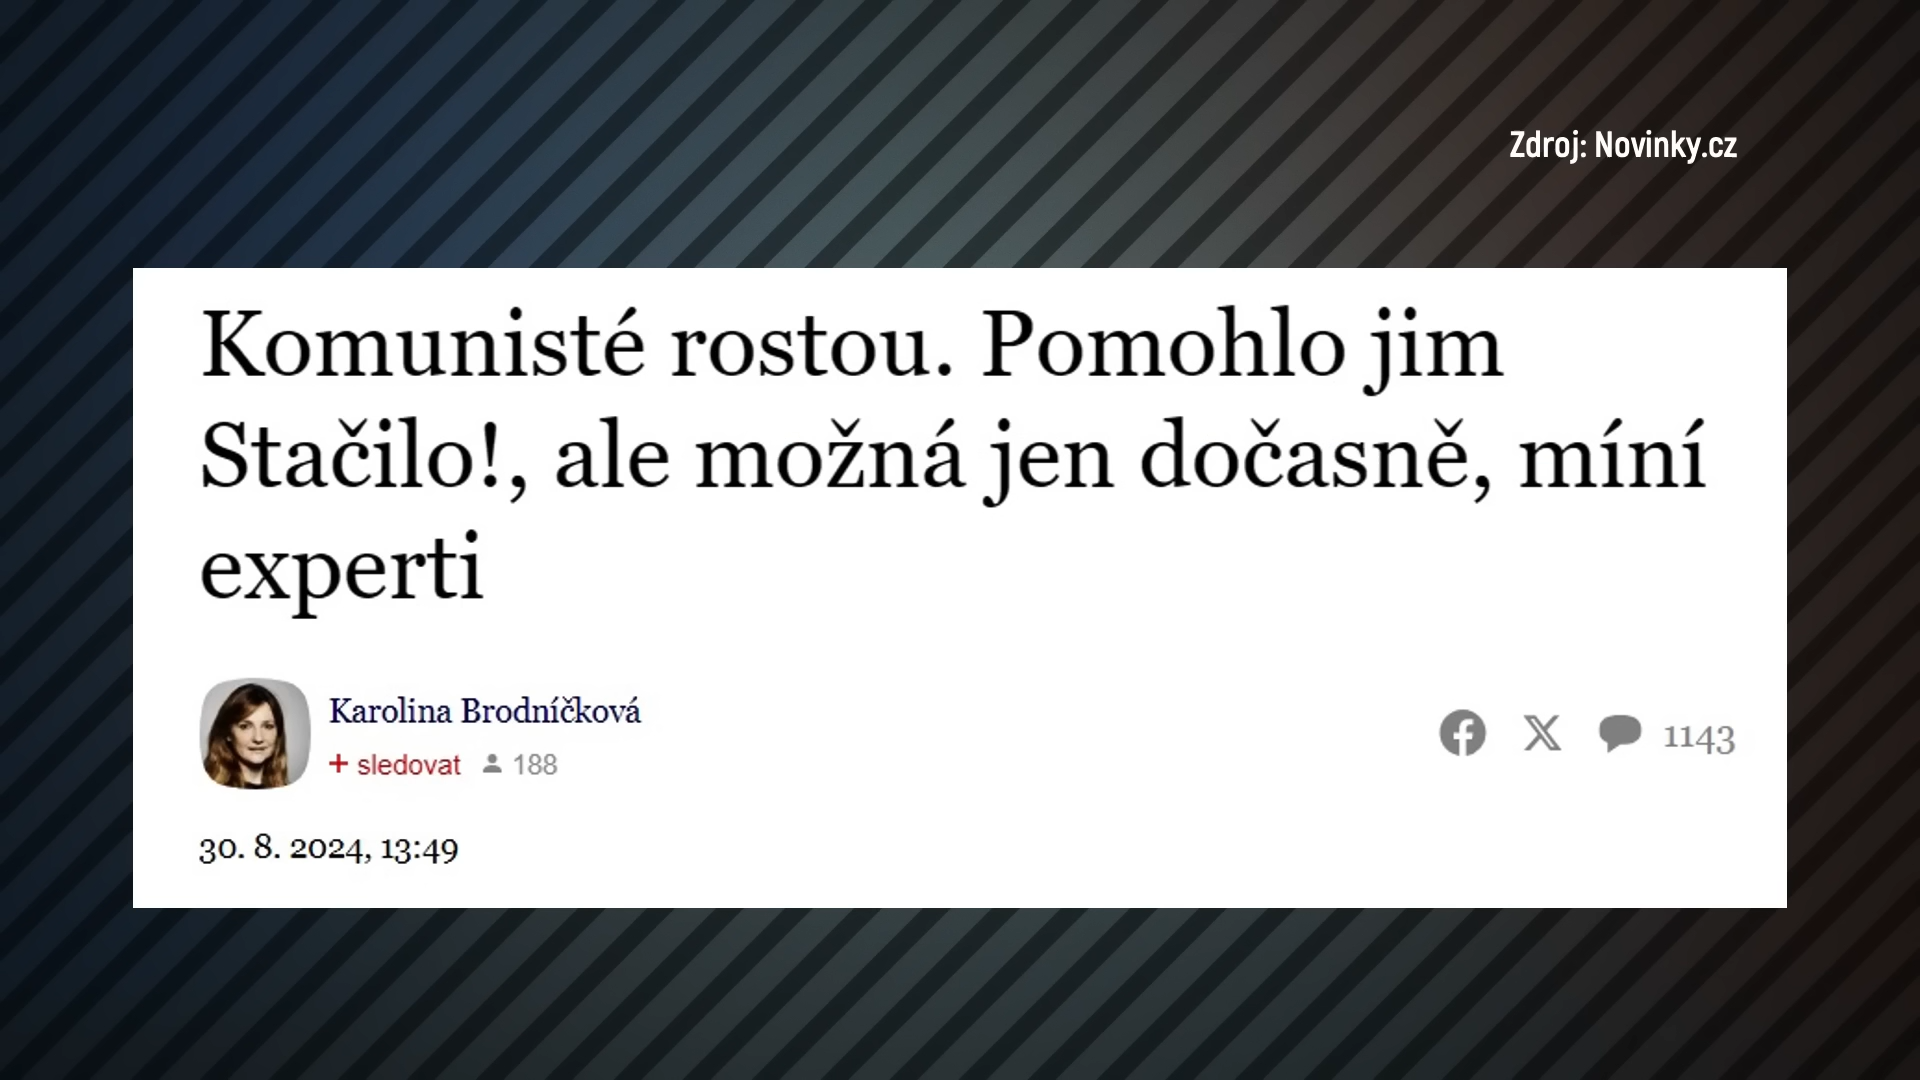 Zdroj: Novinky.cz
Komunisté rostou. Pomohlo jim
Stačilo!, ale možná jen dočasně, míní
experti
Karolina Brodníčková
+ sledovat 188
1143
30. 8. 2024, 13:49